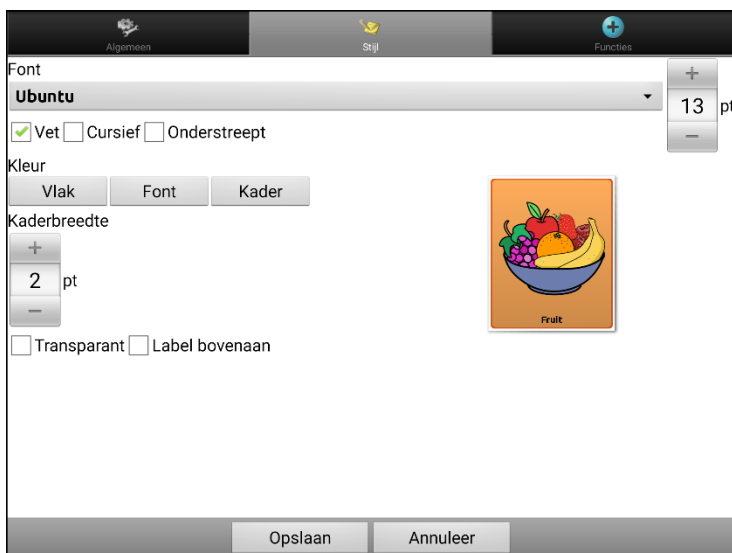 Algemeen Stijl Functies
Font
Ubuntu
+
13 pt
−
Vet Cursief Onderstreept
Kleur
Vlak Font Kader
Kaderbreedte
+
2 pt
−
Fruit
Transparant Label bovenaan
Opslaan Annuleer